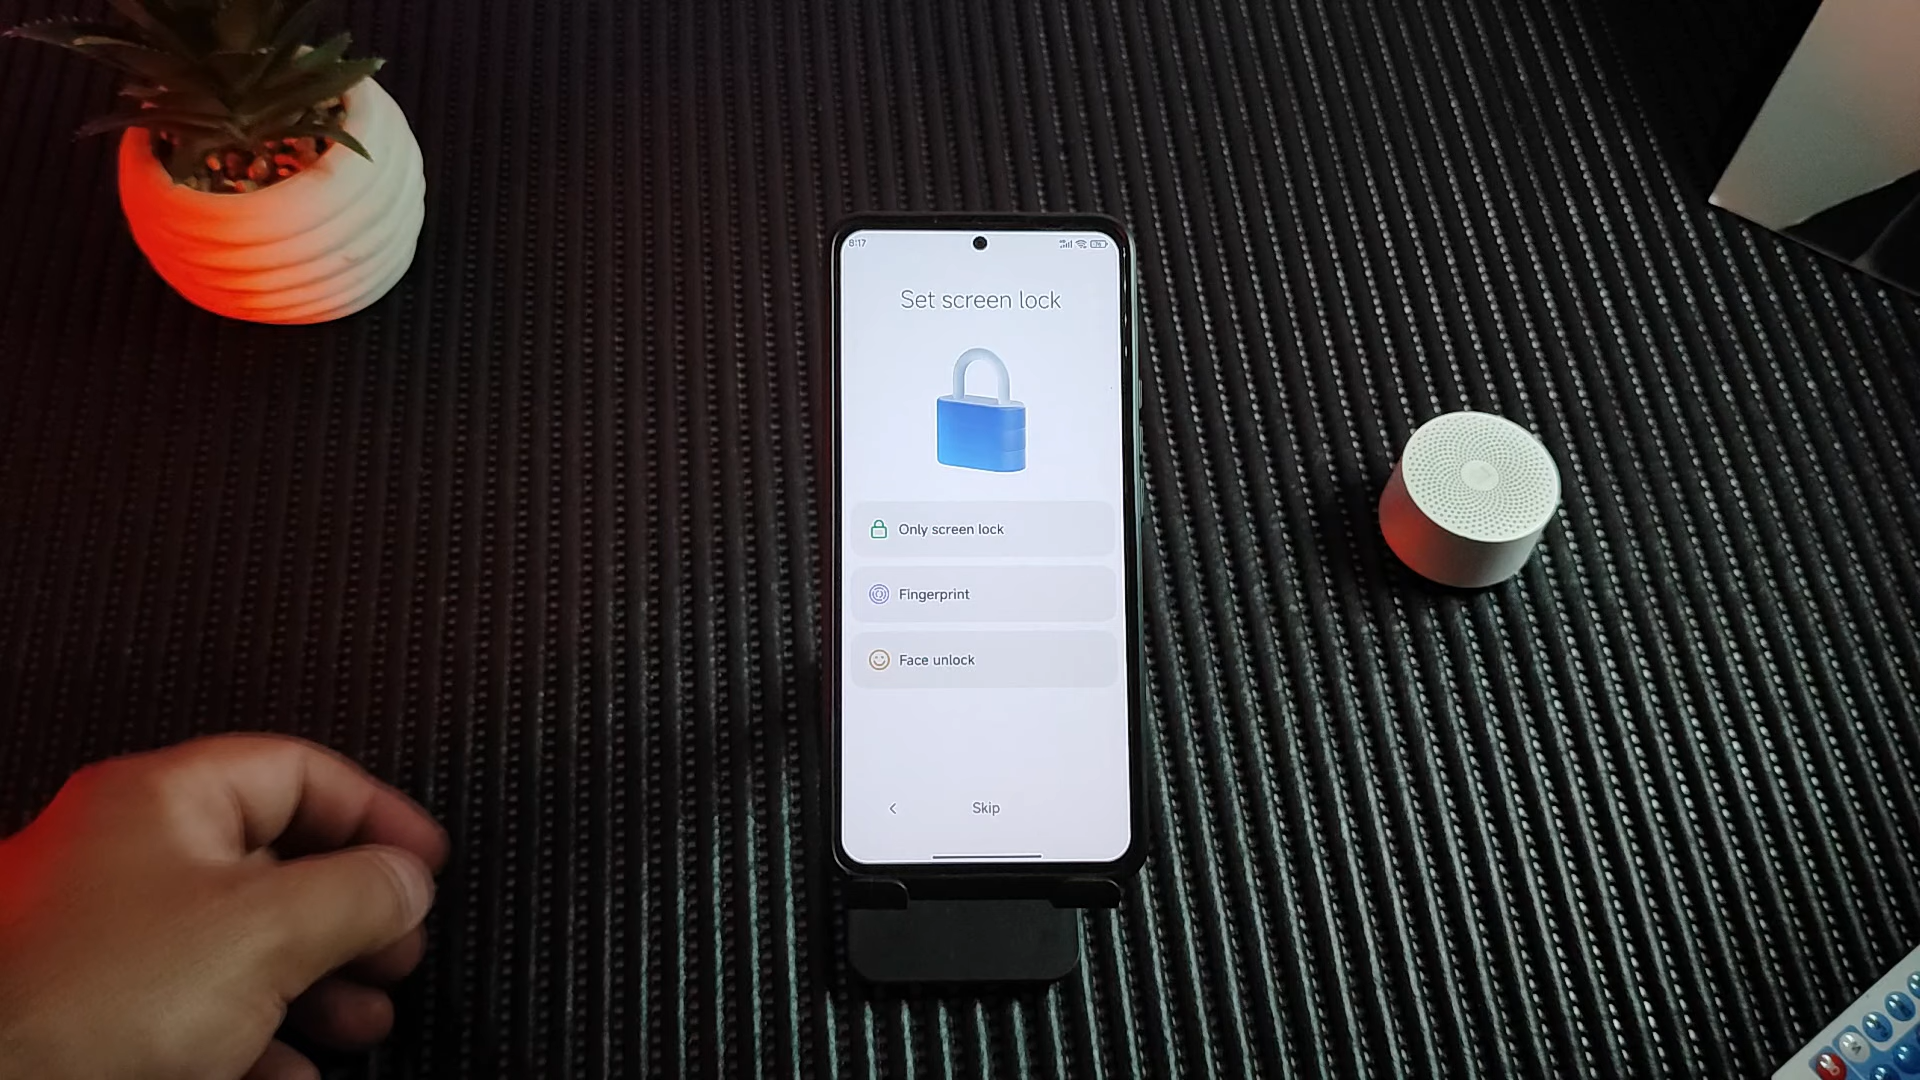 8:17
Set screen lock
Only screen lock
Fingerprint
Face unlock
Skip